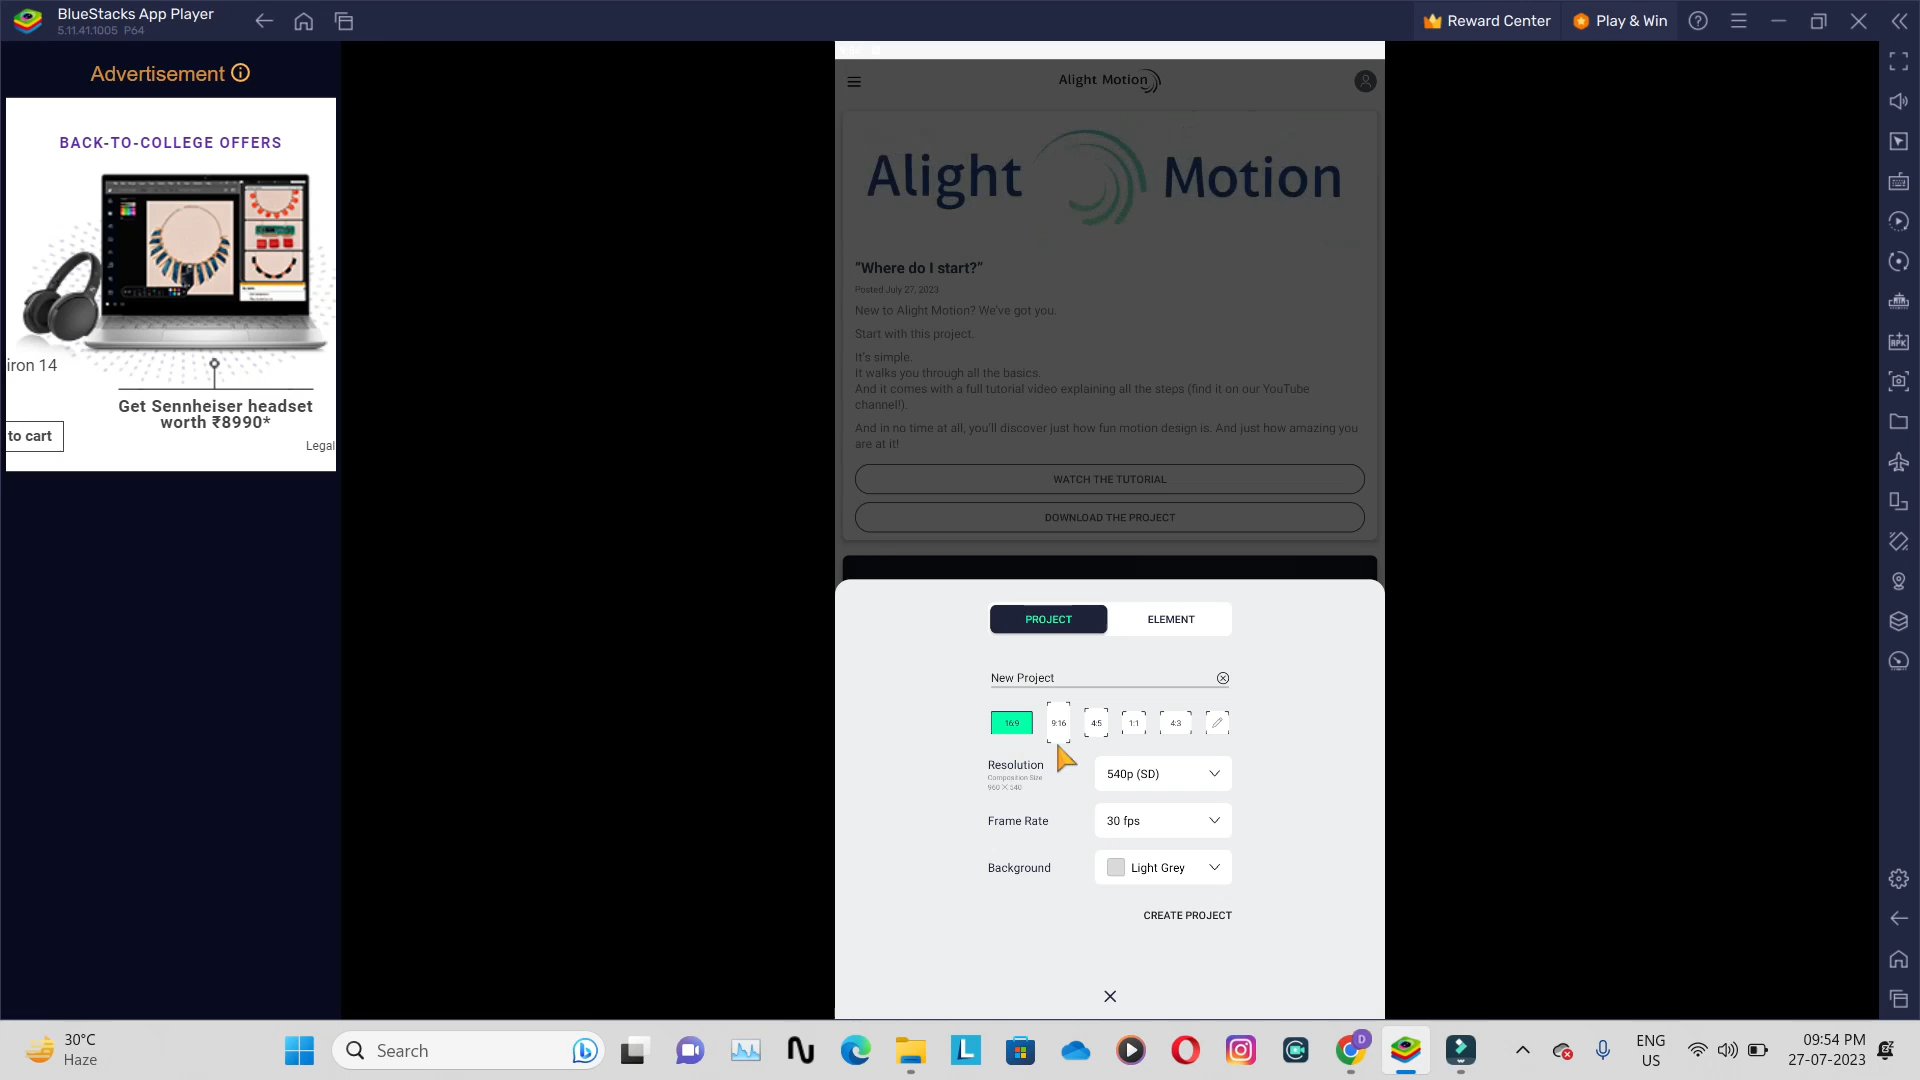 BlueStacks App Player
5.11.41.1005 P64
Reward Center
Play & Win
Advertisement
BACK-TO-COLLEGE OFFERS
iron 14
Get Sennheiser headset
worth ₹8990*
to cart
Legal
Alight Motion
Alight Motion
“Where do I start?”
Posted July 27, 2023
New to Alight Motion? We've got you.
Start with this project.
It's simple.
It walks you through all the basics.
And it comes with a full tutorial video explaining all the steps (find it on our YouTube
channel!).
And in no time at all, you'll discover just how fun motion design is. And just how amazing you
are at it!
WATCH THE TUTORIAL
DOWNLOAD THE PROJECT
PROJECT
ELEMENT
New Project
16:9
9:16
4:5
1:1
4:3
Resolution
Composition Size
960 X 540
540p (SD)
Frame Rate
30 fps
Background
Light Grey
CREATE PROJECT
30°C
Haze
Search
ENG
US
09:54 PM
27-07-2023